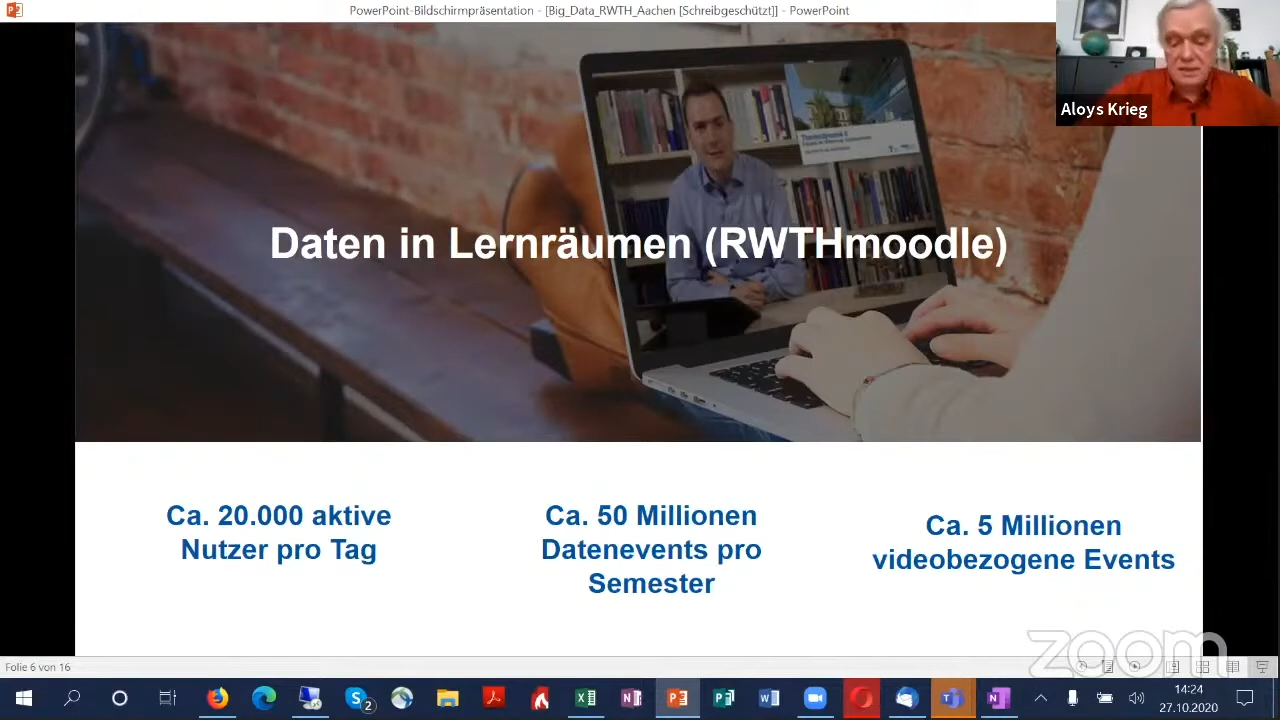 PowerPoint-Bildschirmpräsentation - [Big_Data_RWTH_Aachen [Schreibgeschützt]] - PowerPoint
Aloys Krieg
Daten in Lernräumen (RWTHmoodle)
Ca. 20.000 aktive
Nutzer pro Tag
Ca. 50 Millionen
Datenevents pro
Semester
Ca. 5 Millionen
videobezogene Events
zoom
Folie 6 von 16
2
14:24
27.10.2020